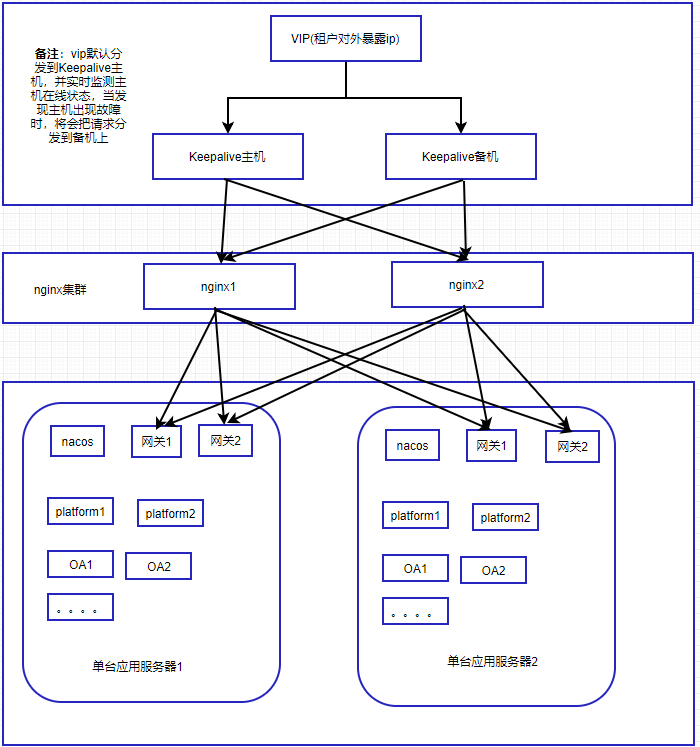 VIP(租户对外暴露ip)
备注：vip默认分
发到Keepalive主
机，并实时监测主
机在线状态，当发
现主机出现故障
时，将会把请求分
发到备机上
Keepalive主机
Keepalive备机
nginx集群
nginx1
nginx2
nacos
网关1
网关2
platform1
platform2
OA1
OA2
。。。。
单台应用服务器1
nacos
网关1
网关2
platform1
platform2
OA1
OA2
。。。。
单台应用服务器2